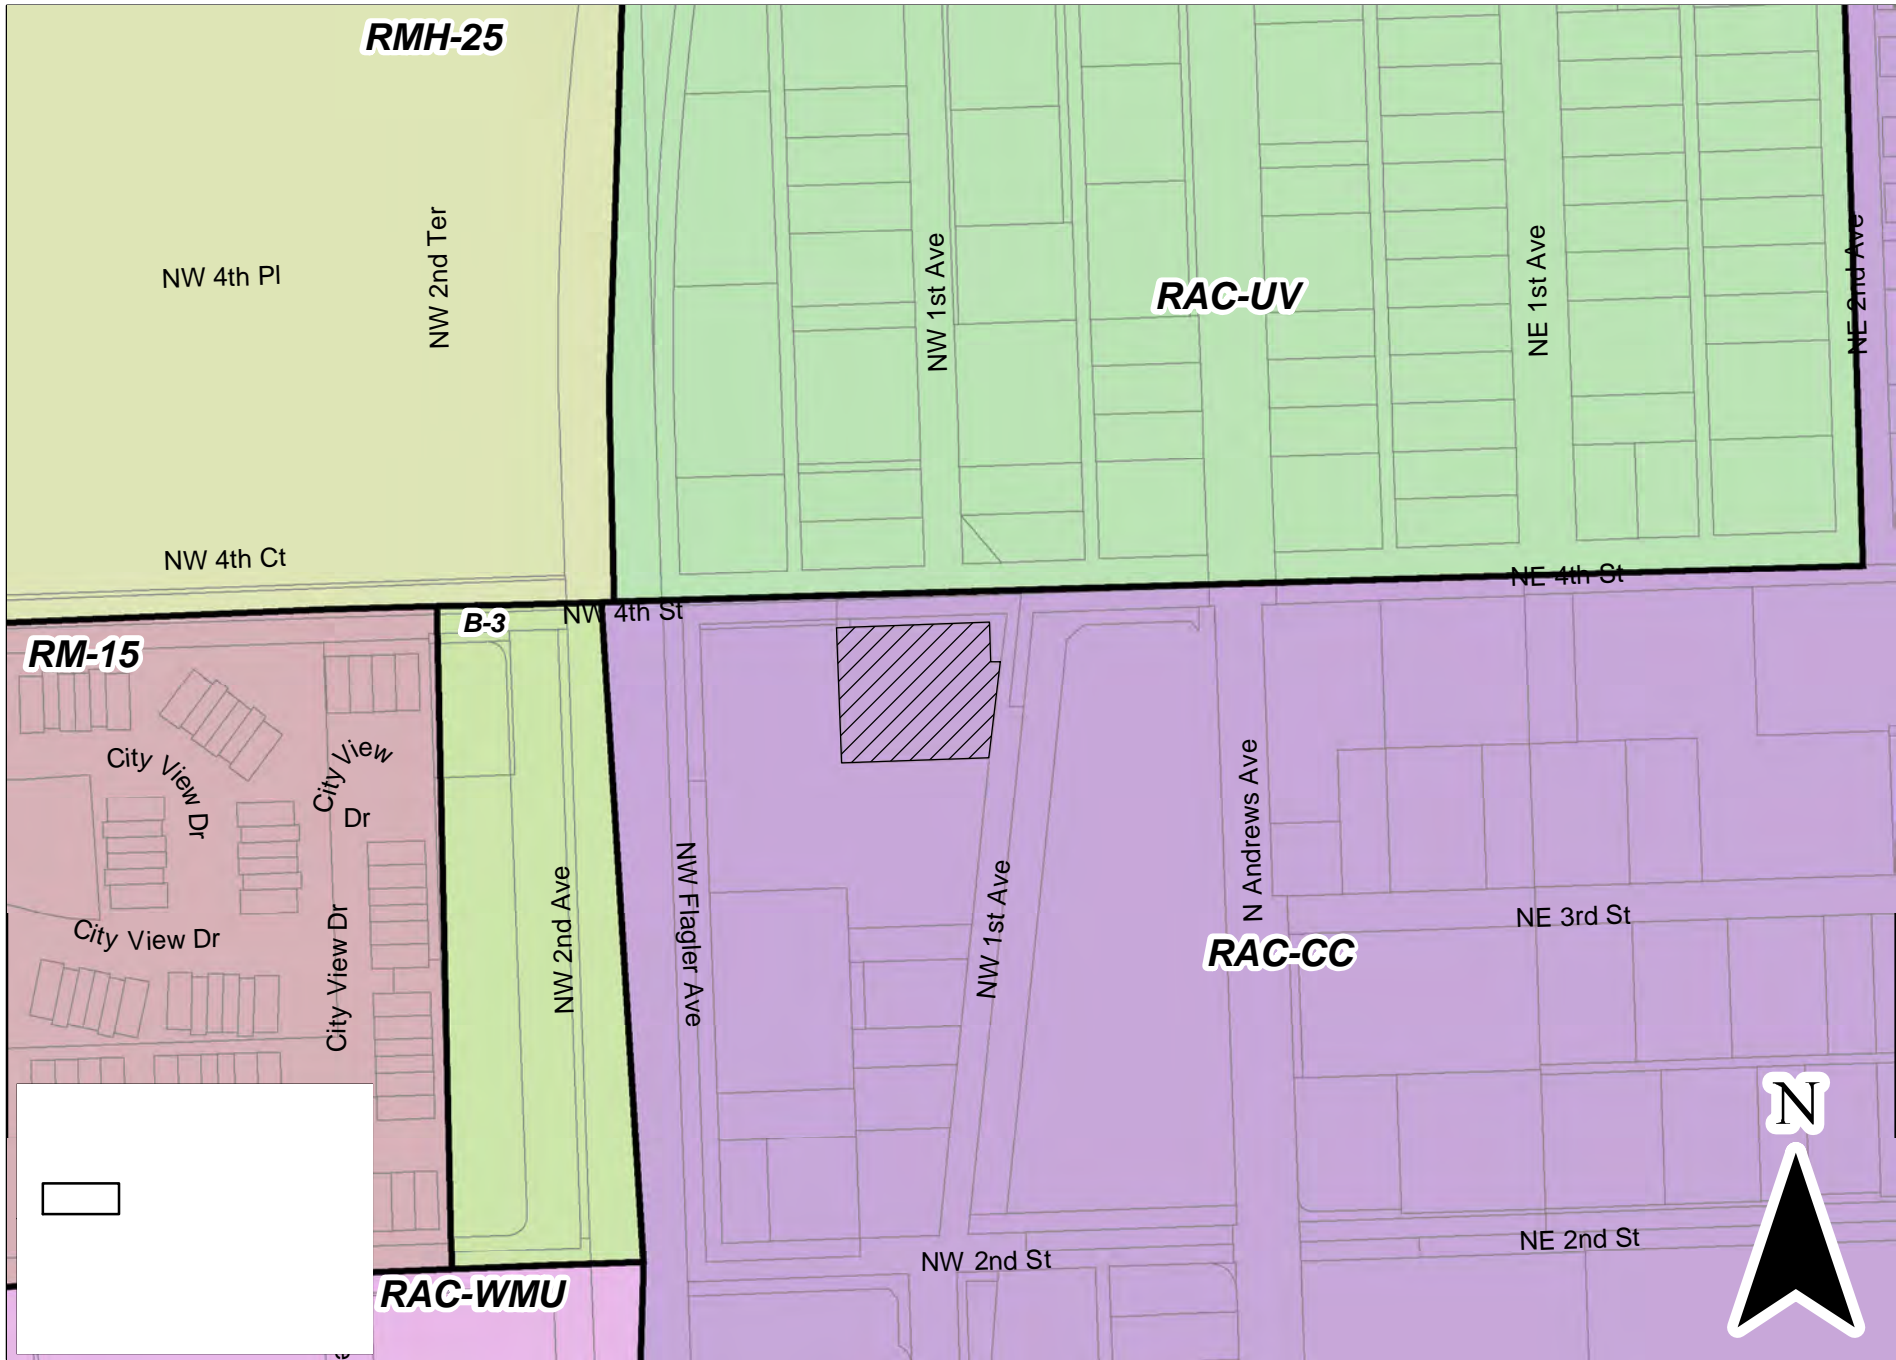 RMH-25
NW 4th Pl
NW 2nd Ter
NW 1st Ave
RAC-UV
NE 1st Ave
NE 2nd Ave
NW 4th Ct
NE 4th St
NW 4th St
B-3
RM-15
City View Dr
City View
Dr
City View Dr
City View Dr
NW 2nd Ave
NW Flagler Ave
NW 1st Ave
N Andrews Ave
NE 3rd St
RAC-CC
N
NW 2nd St
NE 2nd St
RAC-WMU